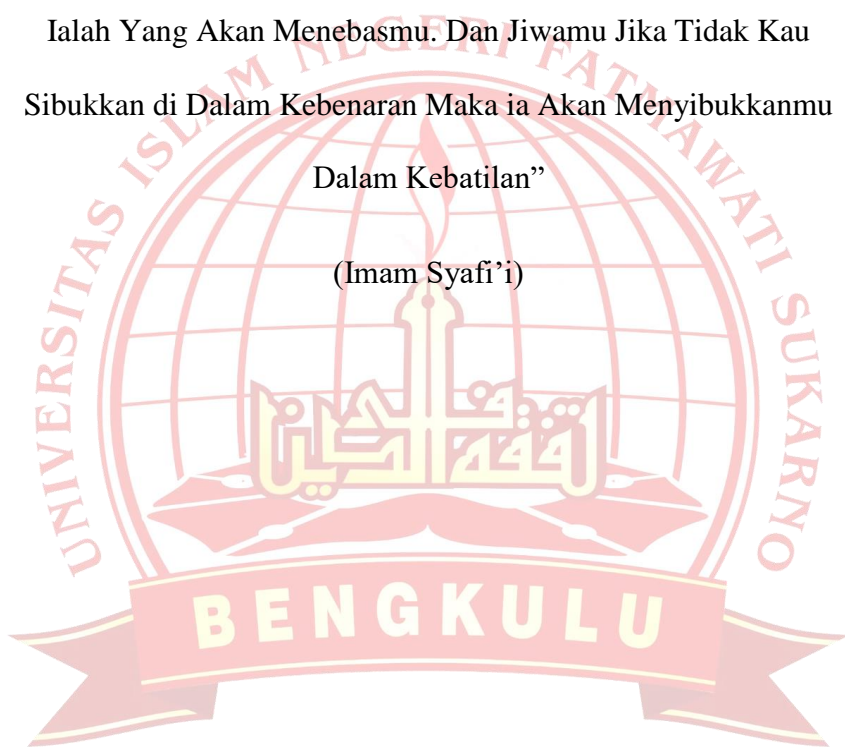 Ialah Yang Akan Menebasmu. Dan Jiwamu Jika Tidak Kau
Sibukkan di Dalam Kebenaran Maka ia Akan Menyibukkanmu
Dalam Kebatilan”
(Imam Syafi’i)
UNIVERSITAS ISLAM NEGERI FATMAWATI SUKARNO
BENGKULU